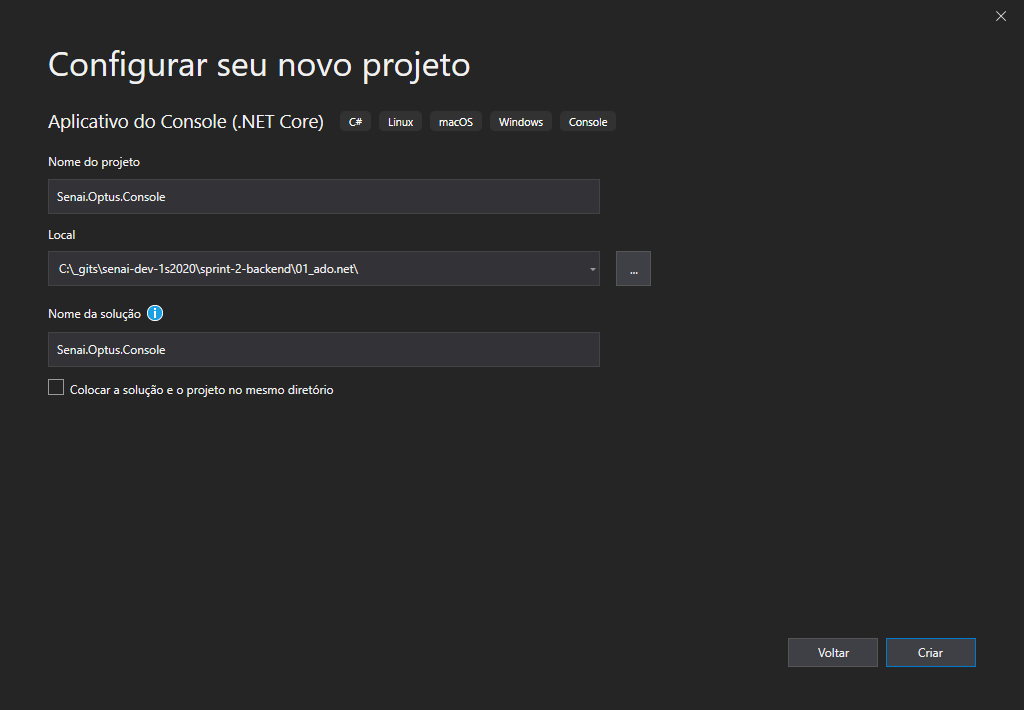 Configurar seu novo projeto
Aplicativo do Console (.NET Core) C# Linux macOS Windows Console
Nome do projeto
Senai.Optus.Console
Local
C:\_gits\senai-dev-1s2020\sprint-2-backend\01_ado.net\
...
Nome da solução
Senai.Optus.Console
Colocar a solução e o projeto no mesmo diretório
Voltar Criar